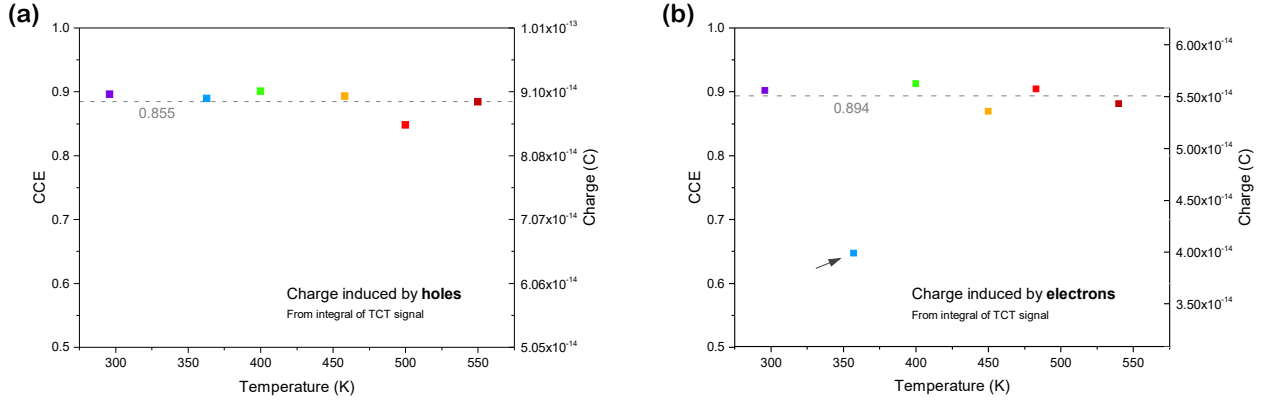 (a)
1.0
0.9
0.8
0.7
0.6
0.5
CCE
0.855
Charge induced by holes
From integral of TCT signal
300
350
400
450
500
550
Temperature (K)
1.01x10⁻¹³
9.10x10⁻¹⁴
8.08x10⁻¹⁴
7.07x10⁻¹⁴
6.06x10⁻¹⁴
5.05x10⁻¹⁴
Charge (C)
(b)
1.0
0.9
0.8
0.7
0.6
0.5
CCE
0.894
Charge induced by electrons
From integral of TCT signal
300
350
400
450
500
550
Temperature (K)
6.00x10⁻¹⁴
5.50x10⁻¹⁴
5.00x10⁻¹⁴
4.50x10⁻¹⁴
4.00x10⁻¹⁴
3.50x10⁻¹⁴
Charge (C)